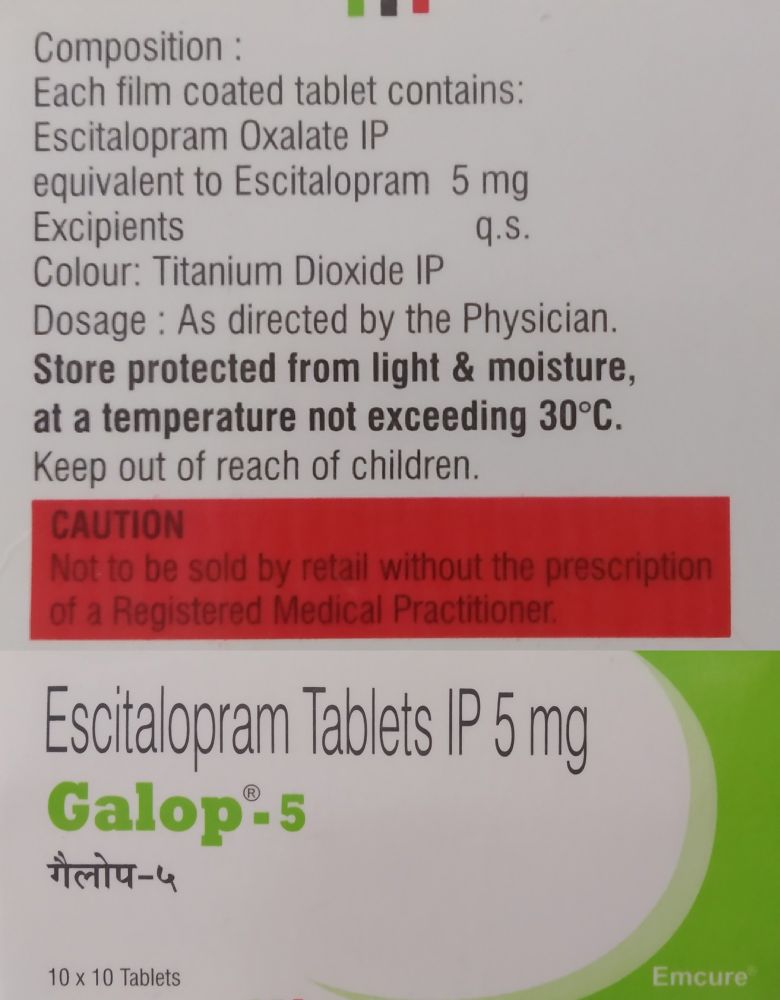 Composition :
Each film coated tablet contains:
Escitalopram Oxalate IP
equivalent to Escitalopram 5 mg
Excipients q.s.
Colour: Titanium Dioxide IP
Dosage : As directed by the Physician.
Store protected from light & moisture,
at a temperature not exceeding 30°C.
Keep out of reach of children.
CAUTION
Not to be sold by retail without the prescription
of a Registered Medical Practitioner.
Escitalopram Tablets IP 5 mg
Galop®-5
गैलोप-५
10 x 10 Tablets
Emcure®